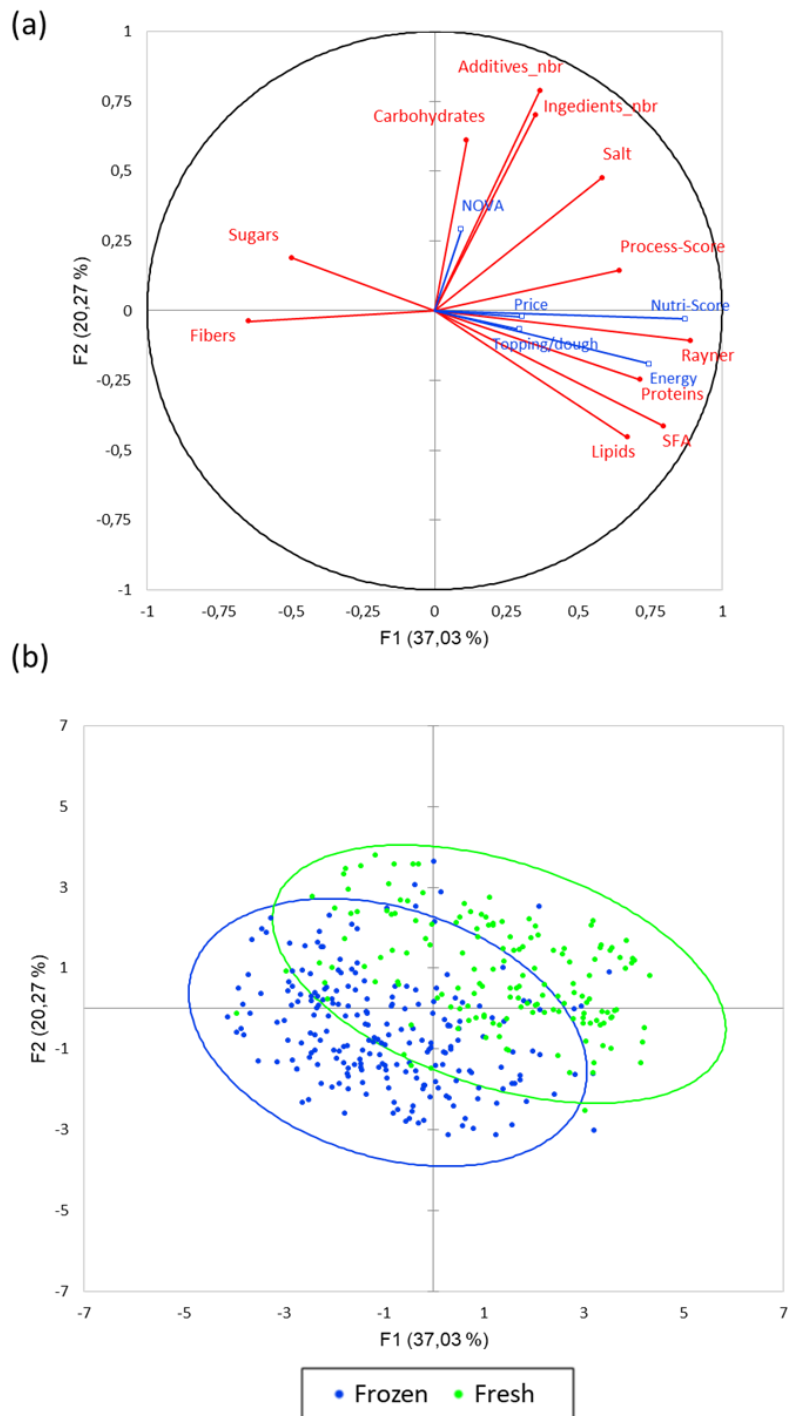 (a)
1
Additives_nbr
0,75
Ingedients_nbr
Carbohydrates
0,5
Salt
NOVA
0,25
Sugars
Process-Score
F2 (20,27 %)
Price
Nutri-Score
0
Fibers
Topping/dough
Rayner
-0,25
Energy
Proteins
SFA
Lipids
-0,5
-0,75
-1
-1 -0,75 -0,5 -0,25 0 0,25 0,5 0,75 1
F1 (37,03 %)
(b)
7
5
3
1
F2 (20,27 %)
-1
-3
-5
-7
-7 -5 -3 -1 1 3 5 7
F1 (37,03 %)
Frozen Fresh